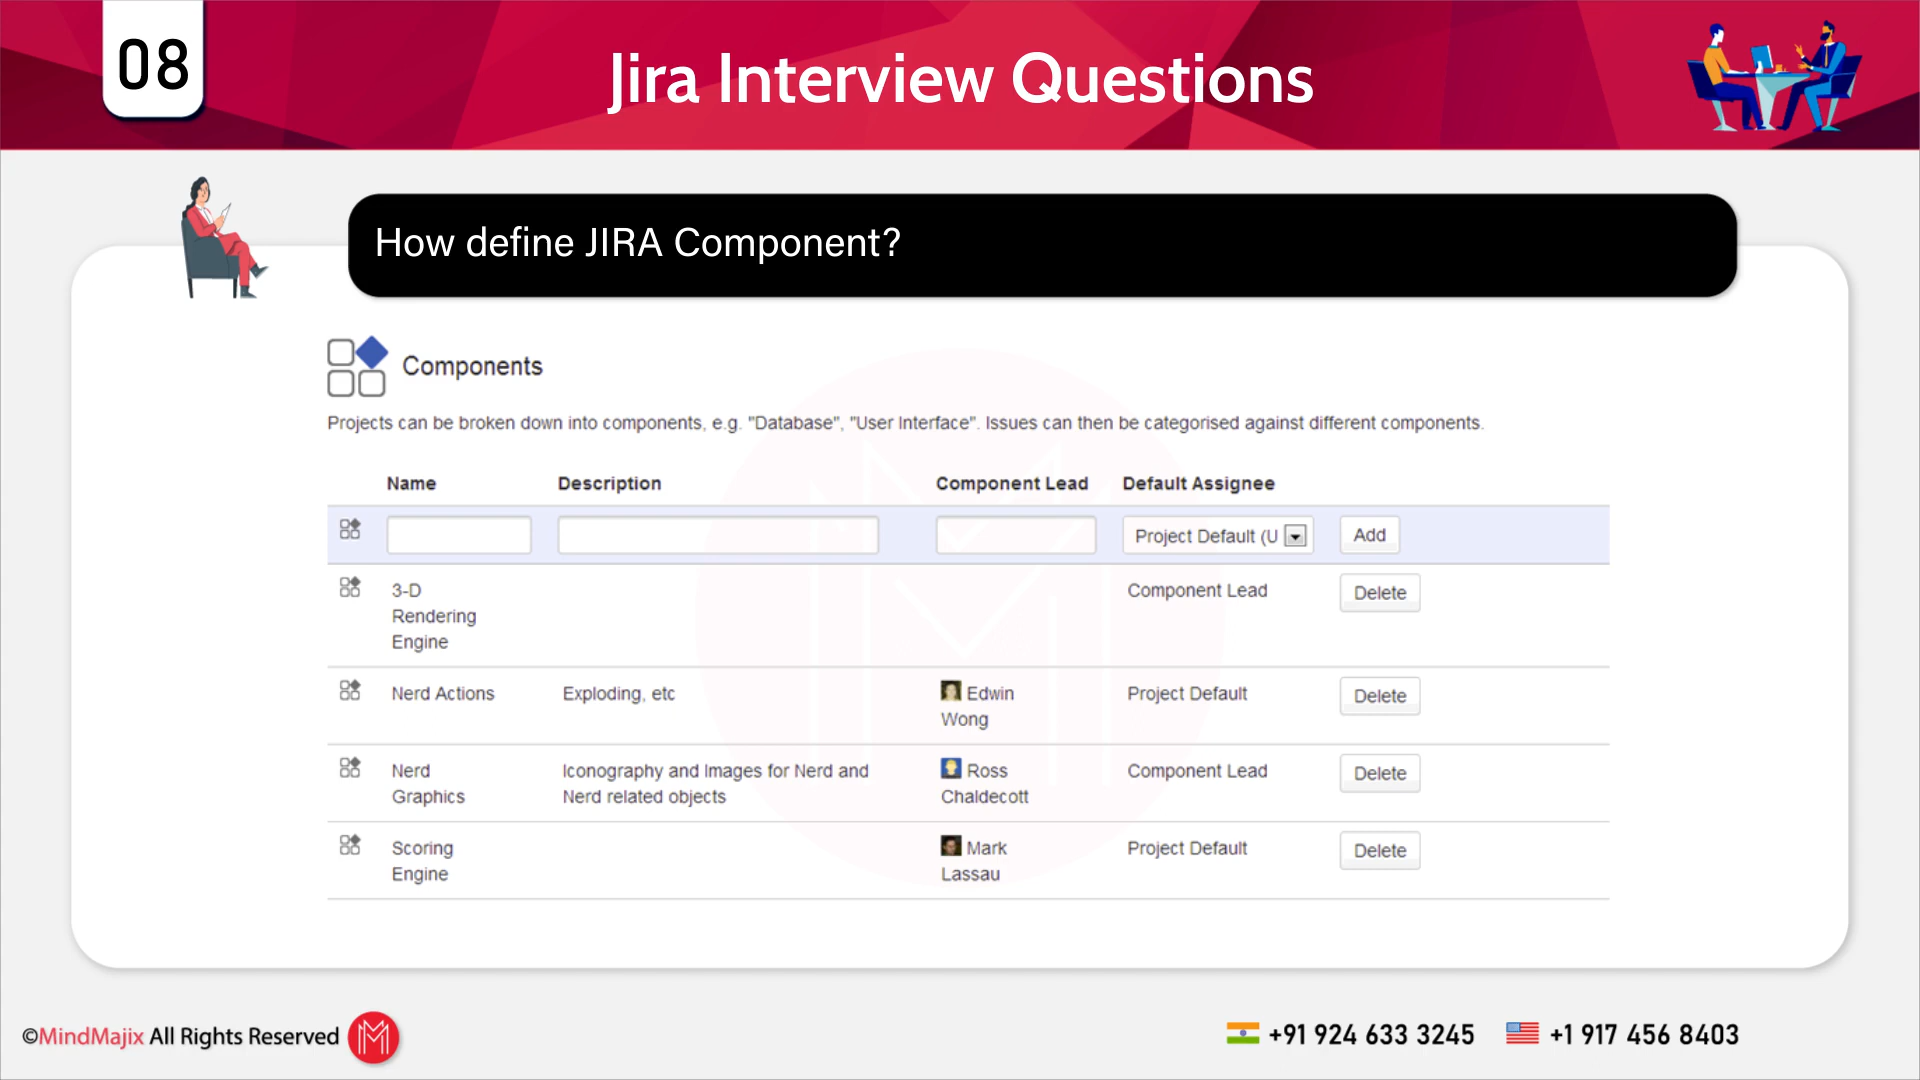 08
Jira Interview Questions
How define JIRA Component?
Components
Projects can be broken down into components, e.g. "Database", "User Interface". Issues can then be categorised against different components.
Name Description Component Lead Default Assignee
Project Default (U Add
3-D Rendering Engine Component Lead Delete
Nerd Actions Exploding, etc Edwin Wong Project Default Delete
Nerd Graphics Iconography and Images for Nerd and Nerd related objects Ross Chaldecott Component Lead Delete
Scoring Engine Mark Lassau Project Default Delete
©MindMajix All Rights Reserved +91 924 633 3245 +1 917 456 8403